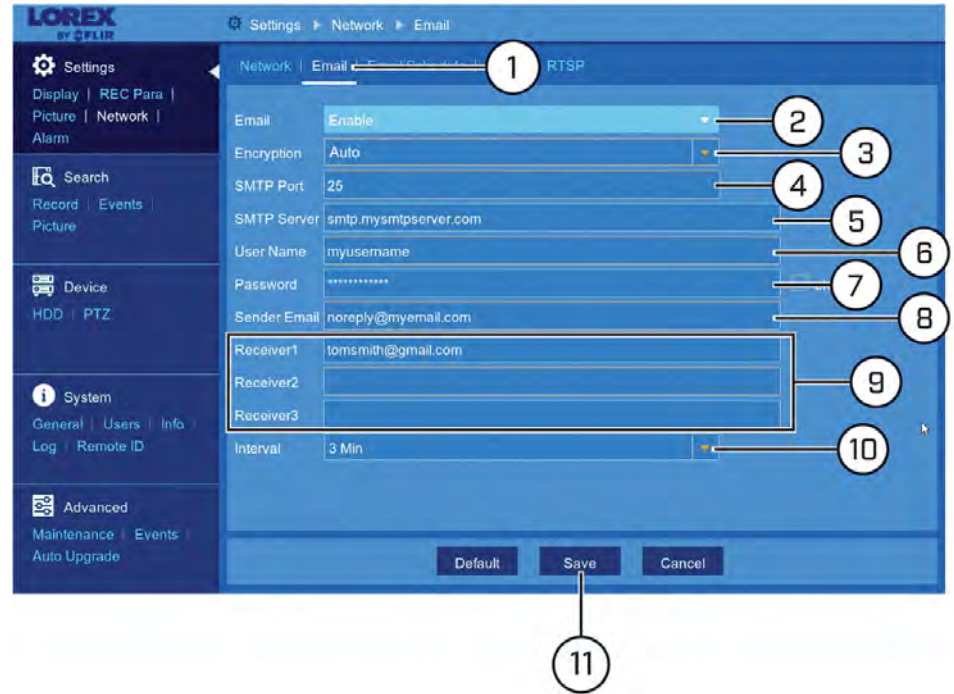 LOREX
BY FLIR
Settings Network Email
Settings
Display | REC Para |
Picture | Network |
Alarm
Search
Record | Events |
Picture
Device
HDD | PTZ
System
General | Users | Info |
Log | Remote ID
Advanced
Maintenance | Events |
Auto Upgrade
Network | Email RTSP
1
Email Enable 2
Encryption Auto 3
SMTP Port 25 4
SMTP Server smtp.mysmtpserver.com 5
User Name myusername 6
Password ************ 7
Sender Email noreply@myemail.com 8
Receiver1 tomsmith@gmail.com
Receiver2 9
Receiver3
Interval 3 Min 10
Default Save Cancel
11